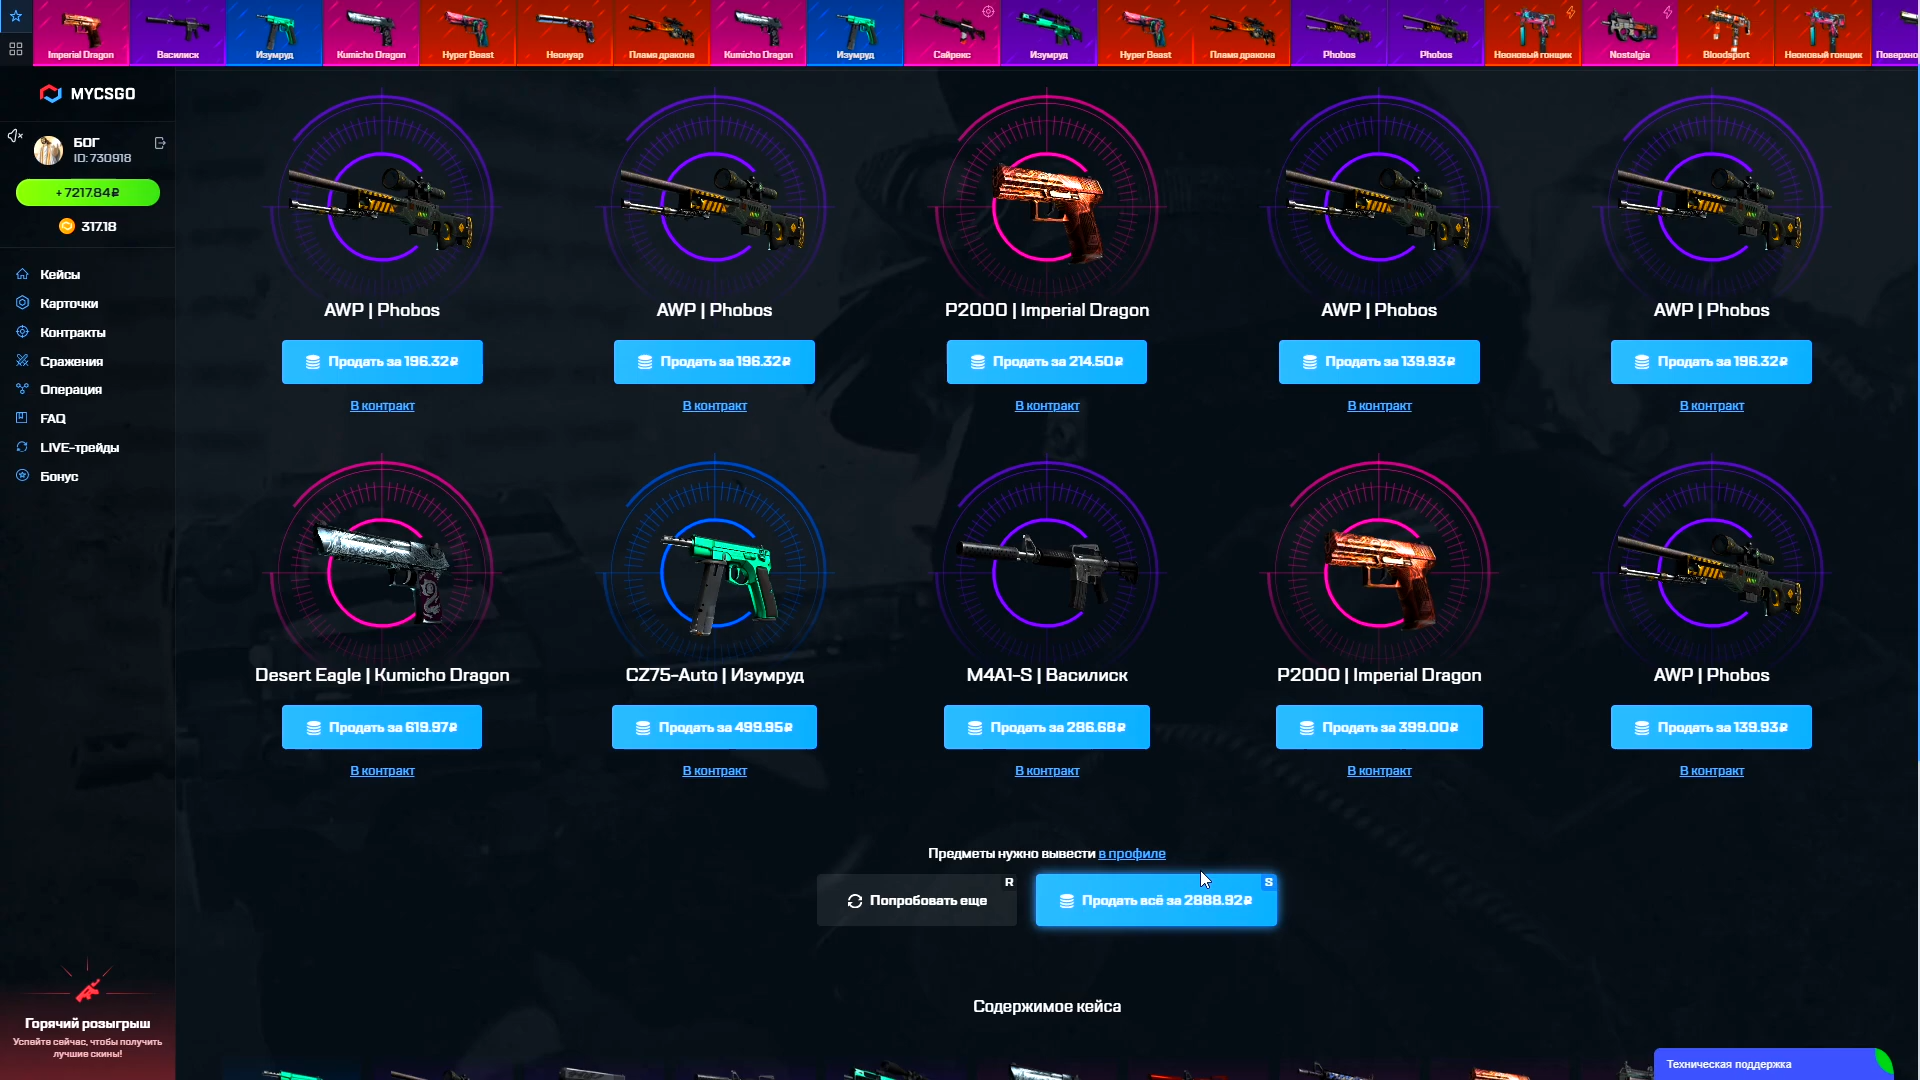 Imperial Dragon
Василиск
Изумруд
Kumicho Dragon
Hyper Beast
Неонуар
Пламя дракона
Kumicho Dragon
Изумруд
Сайрекс
Изумруд
Hyper Beast
Пламя дракона
Phobos
Phobos
Неоновый гонщик
Nostalgia
Bloodsport
Неоновый гонщик
MYCSGO
БОГ
ID: 730918
+ 7217.84₽
317.18
Кейсы
Карточки
Контракты
Сражения
Операция
FAQ
LIVE-трейды
Бонус
Горячий розыгрыш
Успейте сейчас, чтобы получить
лучшие скины!
AWP | Phobos
AWP | Phobos
P2000 | Imperial Dragon
AWP | Phobos
AWP | Phobos
Продать за 196.32₽
Продать за 196.32₽
Продать за 214.50₽
Продать за 139.93₽
Продать за 196.32₽
В контракт
В контракт
В контракт
В контракт
В контракт
Desert Eagle | Kumicho Dragon
CZ75-Auto | Изумруд
M4A1-S | Василиск
P2000 | Imperial Dragon
AWP | Phobos
Продать за 619.97₽
Продать за 499.95₽
Продать за 286.68₽
Продать за 399.00₽
Продать за 139.93₽
В контракт
В контракт
В контракт
В контракт
В контракт
Предметы нужно вывести в профиле
Попробовать еще
R
Продать всё за 2888.92₽
S
Содержимое кейса
Техническая поддержка